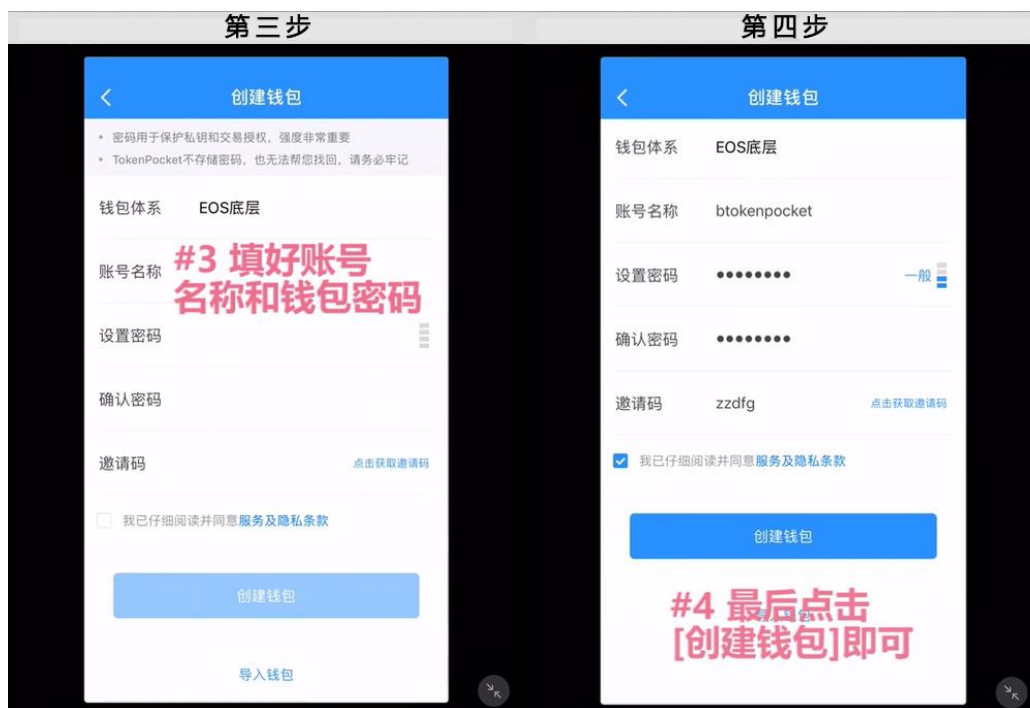 第三步
创建钱包
• 密码用于保护私钥和交易授权，强度非常重要
• TokenPocket不存储密码，也无法帮您找回，请务必牢记
钱包体系 EOS底层
账号名称
#3 填好账号
名称和钱包密码
设置密码
确认密码
邀请码 点击获取邀请码
我已仔细阅读并同意服务及隐私条款
创建钱包
导入钱包
第四步
创建钱包
钱包体系 EOS底层
账号名称 btokenpocket
设置密码 ●●●●●●●● 一般
确认密码 ●●●●●●●●
邀请码 zzdfg 点击获取邀请码
我已仔细阅读并同意服务及隐私条款
创建钱包
#4 最后点击
[创建钱包]即可